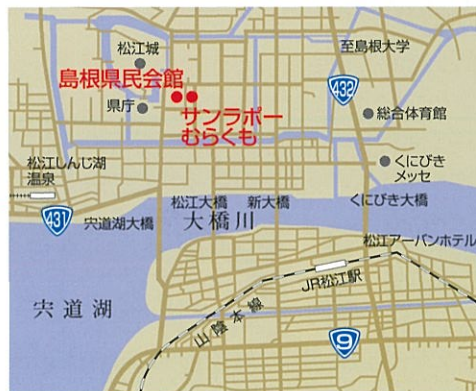 松江城
至島根大学
島根県民会館
432
県庁
総合体育館
サンラポー
むらくも
松江しんじ湖
温泉
くにびき
メッセ
431
宍道湖大橋
松江大橋
新大橋
くにびき大橋
大橋川
松江アーバンホテル
宍道湖
JR松江駅
山陰本線
9